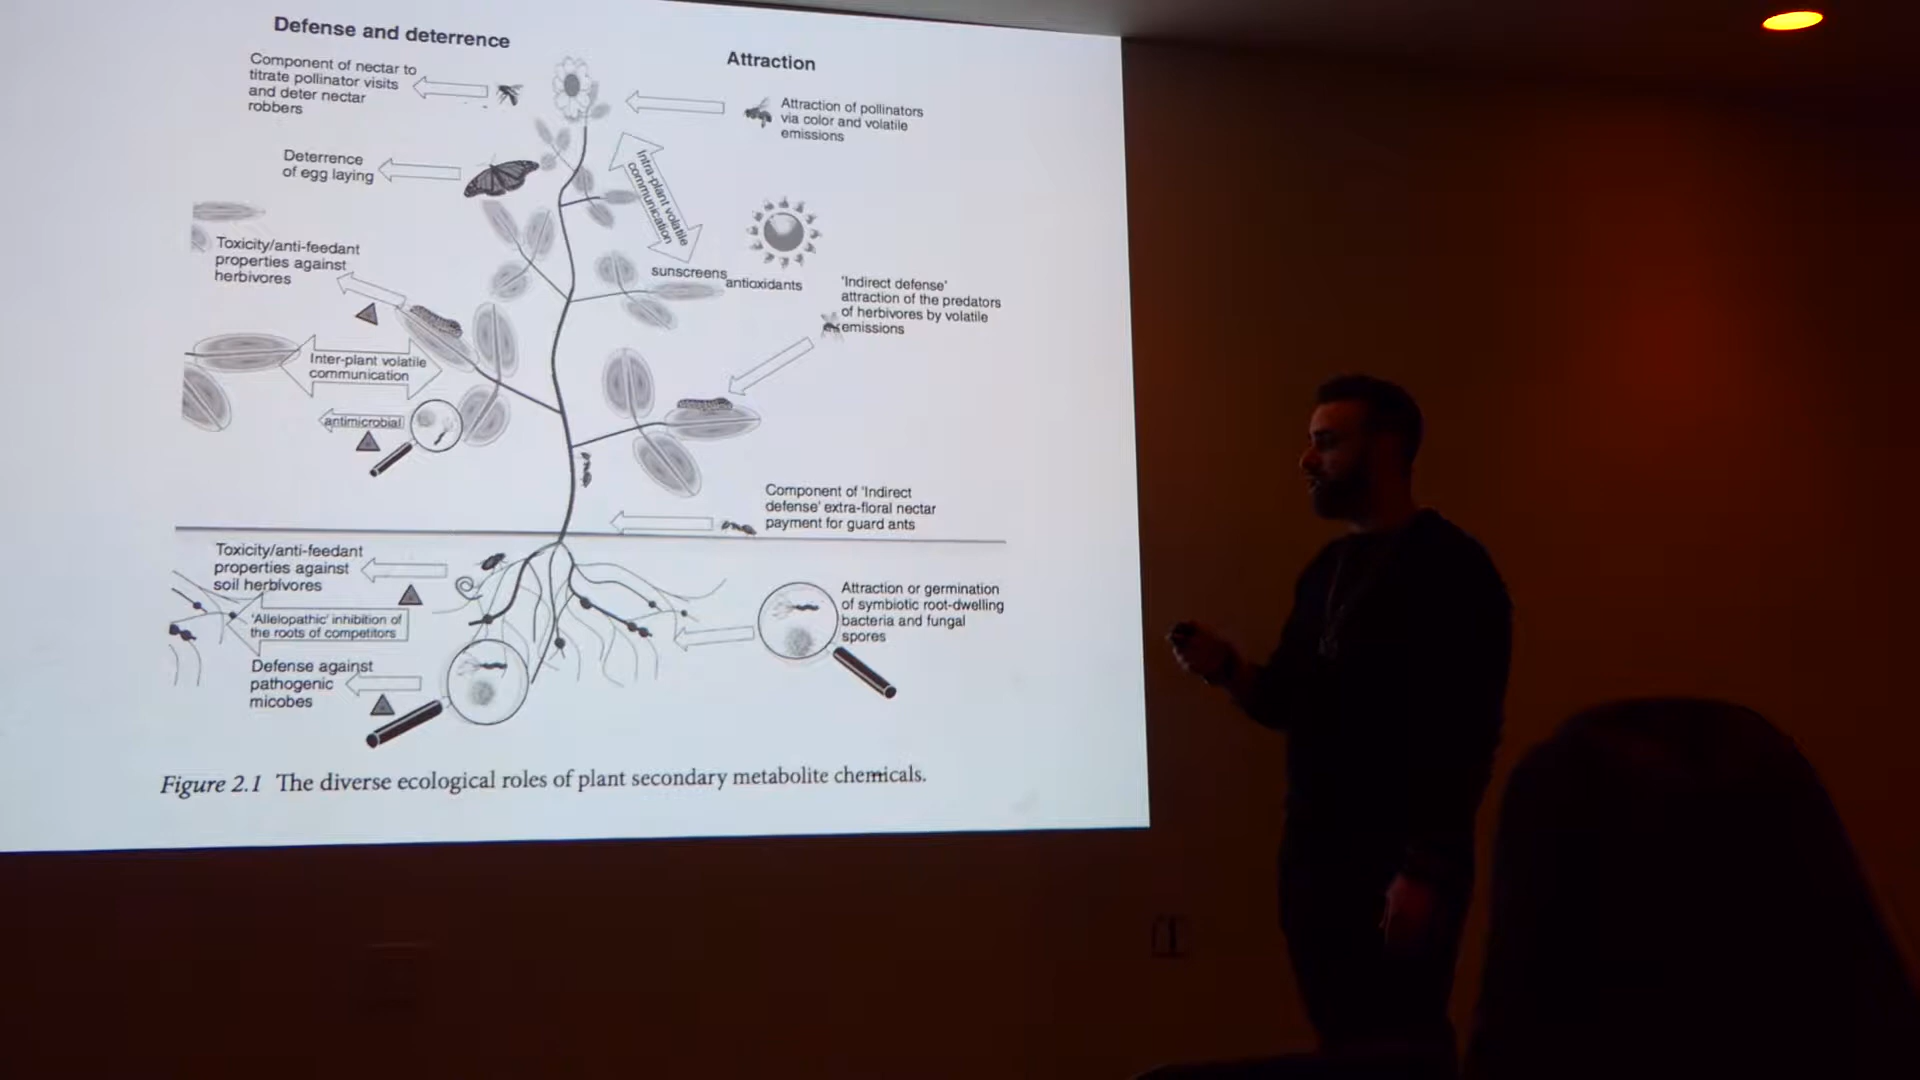 Defense and deterrence
Component of nectar to
titrate pollinator visits
and deter nectar
robbers
Deterrence
of egg laying
Toxicity/anti-feedant
properties against
herbivores
Inter-plant volatile
communication
antimicrobial
Attraction
Attraction of pollinators
via color and volatile
emissions
Intra-plant volatile
communication
sunscreens
antioxidants
'Indirect defense'
attraction of the predators
of herbivores by volatile
emissions
Component of 'Indirect
defense' extra-floral nectar
payment for guard ants
Toxicity/anti-feedant
properties against
soil herbivores
'Allelopathic' inhibition of
the roots of competitors
Defense against
pathogenic
micobes
Attraction or germination
of symbiotic root-dwelling
bacteria and fungal
spores
Figure 2.1 The diverse ecological roles of plant secondary metabolite chemicals.